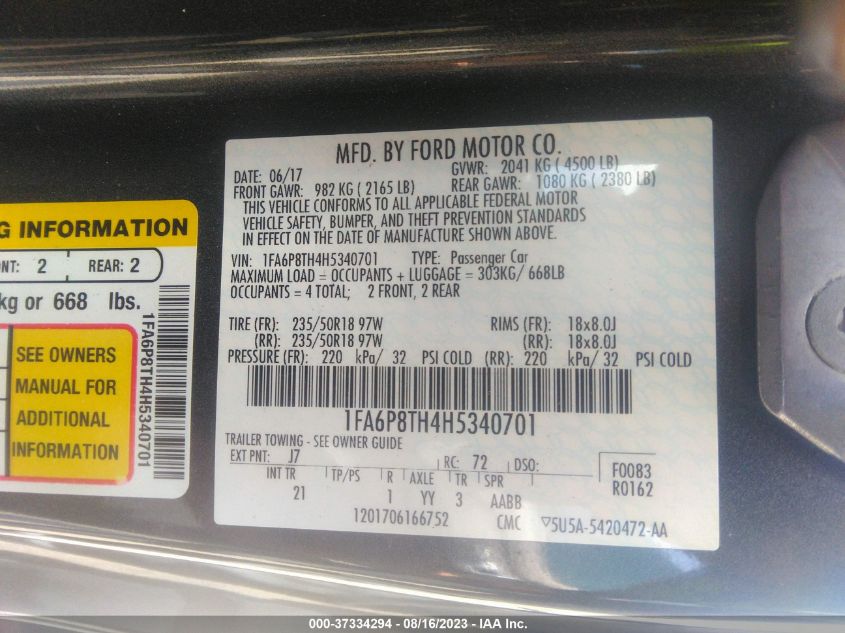 G INFORMATION
NT: 2 REAR: 2
kg or 668 lbs.
SEE OWNERS
MANUAL FOR
ADDITIONAL
INFORMATION
1FA6P8TH4H5340701
MFD. BY FORD MOTOR CO.
DATE: 06/17 GVWR: 2041 KG ( 4500 LB)
FRONT GAWR: 982 KG ( 2165 LB) REAR GAWR: 1080 KG ( 2380 LB)
THIS VEHICLE CONFORMS TO ALL APPLICABLE FEDERAL MOTOR
VEHICLE SAFETY, BUMPER, AND THEFT PREVENTION STANDARDS
IN EFFECT ON THE DATE OF MANUFACTURE SHOWN ABOVE.
VIN: 1FA6P8TH4H5340701 TYPE: Passenger Car
MAXIMUM LOAD = OCCUPANTS + LUGGAGE = 303KG/ 668LB
OCCUPANTS = 4 TOTAL; 2 FRONT, 2 REAR
TIRE (FR): 235/50R18 97W RIMS (FR): 18x8.0J
(RR): 235/50R18 97W (RR): 18x8.0J
PRESSURE (FR): 220 kPa/ 32 PSI COLD (RR): 220 kPa/ 32 PSI COLD
1FA6P8TH4H5340701
TRAILER TOWING - SEE OWNER GUIDE
EXT PNT: J7 RC: 72 DSO: F0083
INT TR TP/PS R AXLE TR SPR R0162
21 1 YY 3 AABB
1201706166752 CMC ▽5U5A-5420472-AA
000-37334294 - 08/16/2023 - IAA Inc.